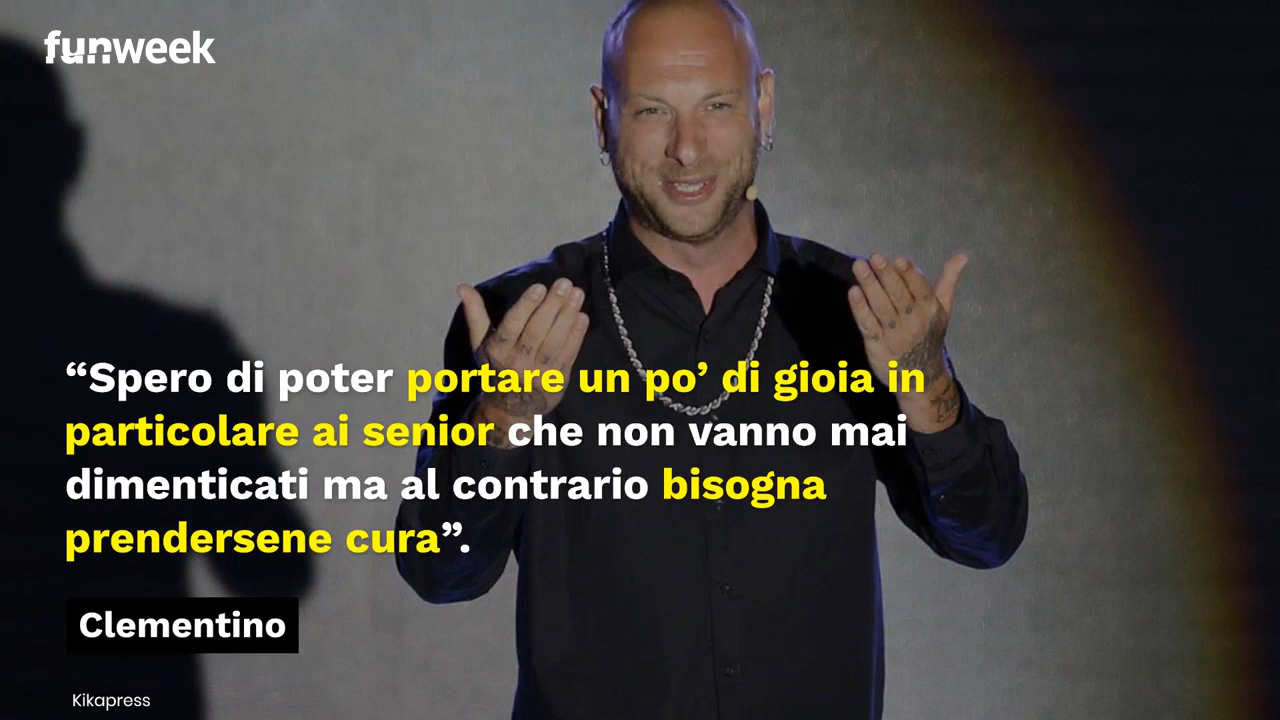 funweek
“Spero di poter portare un po’ di gioia in
particolare ai senior che non vanno mai
dimenticati ma al contrario bisogna
prendersene cura”.
Clementino
Kikapress